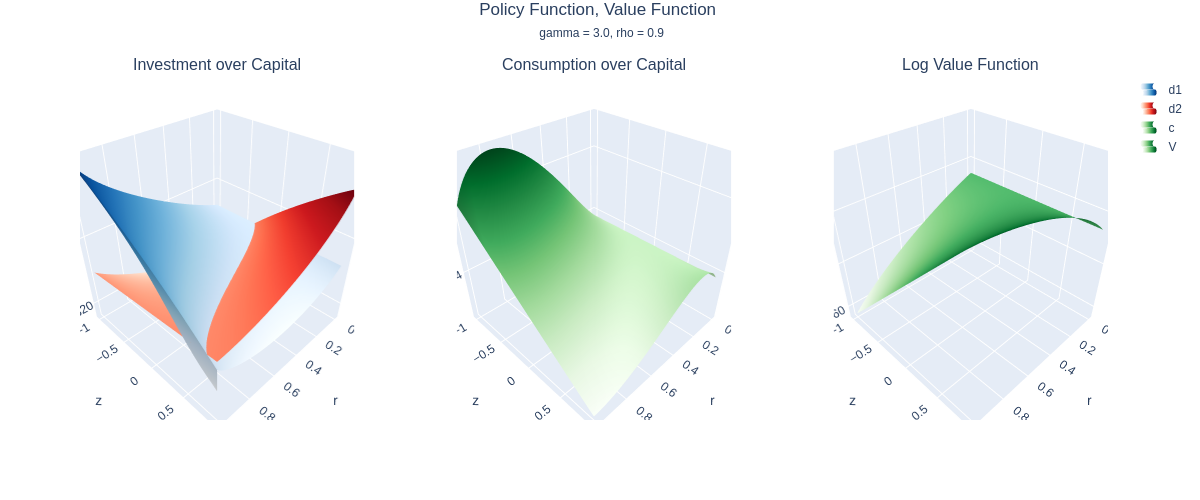 Policy Function, Value Function
gamma = 3.0, rho = 0.9
Investment over Capital
Consumption over Capital
Log Value Function
d1
d2
c
V
20
−1
−0.5
0
0.5
z
0
0.2
0.4
0.6
0.8
r
4
−1
−0.5
0
0.5
z
0
0.2
0.4
0.6
0.8
r
60
−1
−0.5
0
0.5
z
0
0.2
0.4
0.6
0.8
r